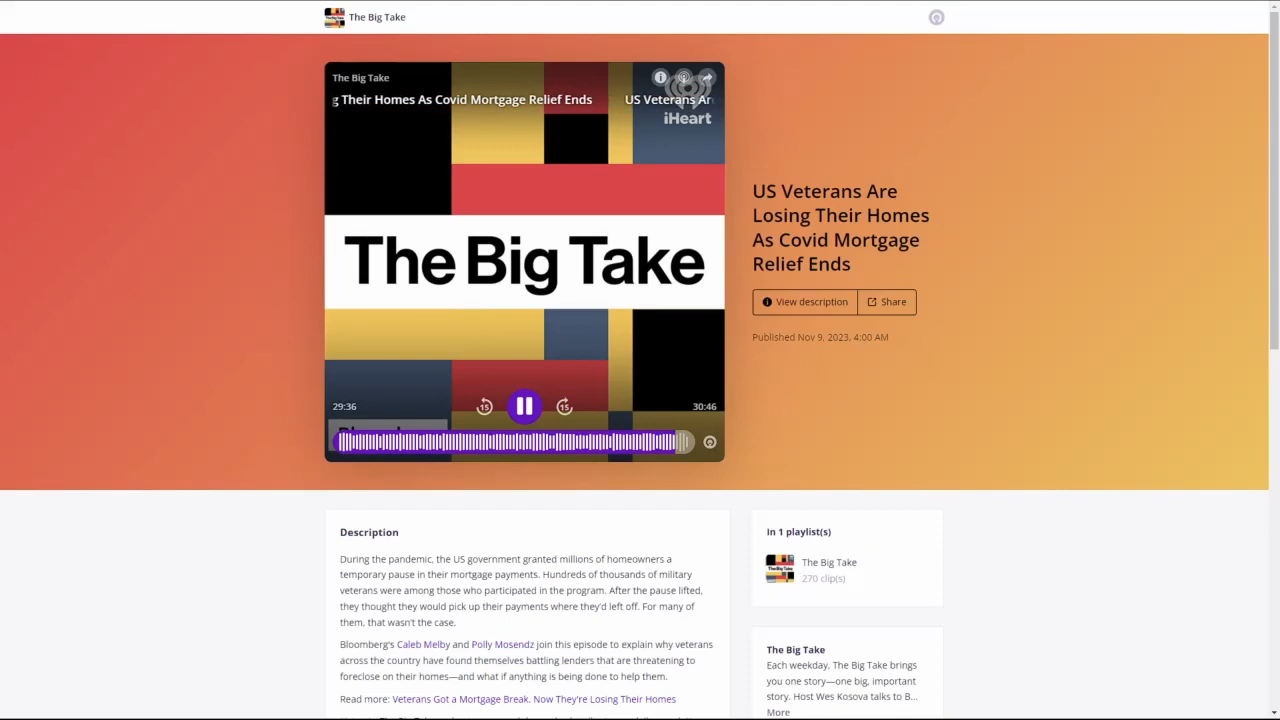 The Big Take
The Big Take
g Their Homes As Covid Mortgage Relief Ends US Veterans Ar
iHeart
The Big Take
US Veterans Are
Losing Their Homes
As Covid Mortgage
Relief Ends
View description
Share
Published Nov 9, 2023, 4:00 AM
29:36
15
15
30:46
Description
During the pandemic, the US government granted millions of homeowners a
temporary pause in their mortgage payments. Hundreds of thousands of military
veterans were among those who participated in the program. After the pause lifted,
they thought they would pick up their payments where they'd left off. For many of
them, that wasn't the case.
Bloomberg's Caleb Melby and Polly Mosendz join this episode to explain why veterans
across the country have found themselves battling lenders that are threatening to
foreclose on their homes—and what if anything is being done to help them.
Read more: Veterans Got a Mortgage Break. Now They're Losing Their Homes
In 1 playlist(s)
The Big Take
The Big Take
270 clip(s)
The Big Take
Each weekday, The Big Take brings
you one story—one big, important
story. Host Wes Kosova talks to B...
More